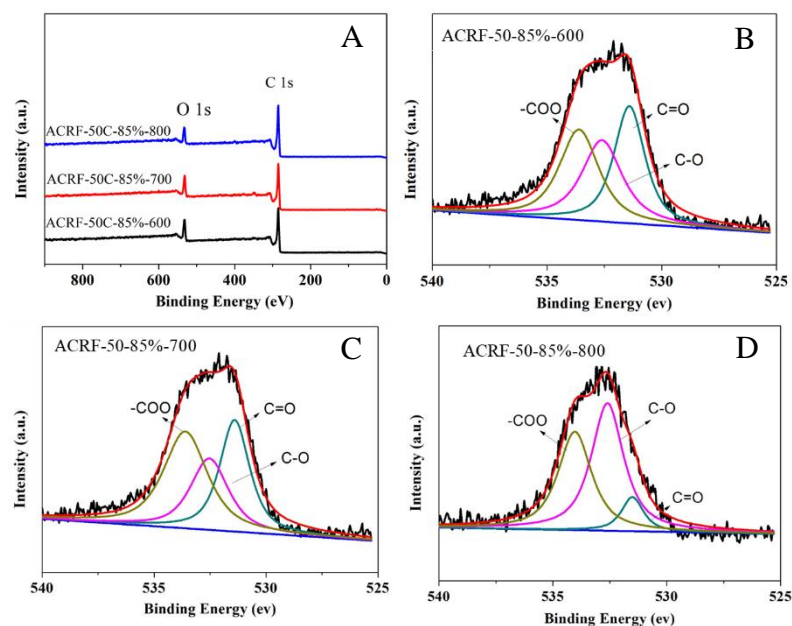 A
C 1s
O 1s
ACRF-50C-85%-800
ACRF-50C-85%-700
ACRF-50C-85%-600
Intensity (a.u.)
800 600 400 200 0
Binding Energy (eV)
B
ACRF-50-85%-600
-COO
C=O
C-O
Intensity (a.u.)
540 535 530 525
Binding Energy (ev)
C
ACRF-50-85%-700
-COO
C=O
C-O
Intensity (a.u.)
540 535 530 525
Binding Energy (ev)
D
ACRF-50-85%-800
-COO
C-O
C=O
Intensity (a.u.)
540 535 530 525
Binding Energy (ev)